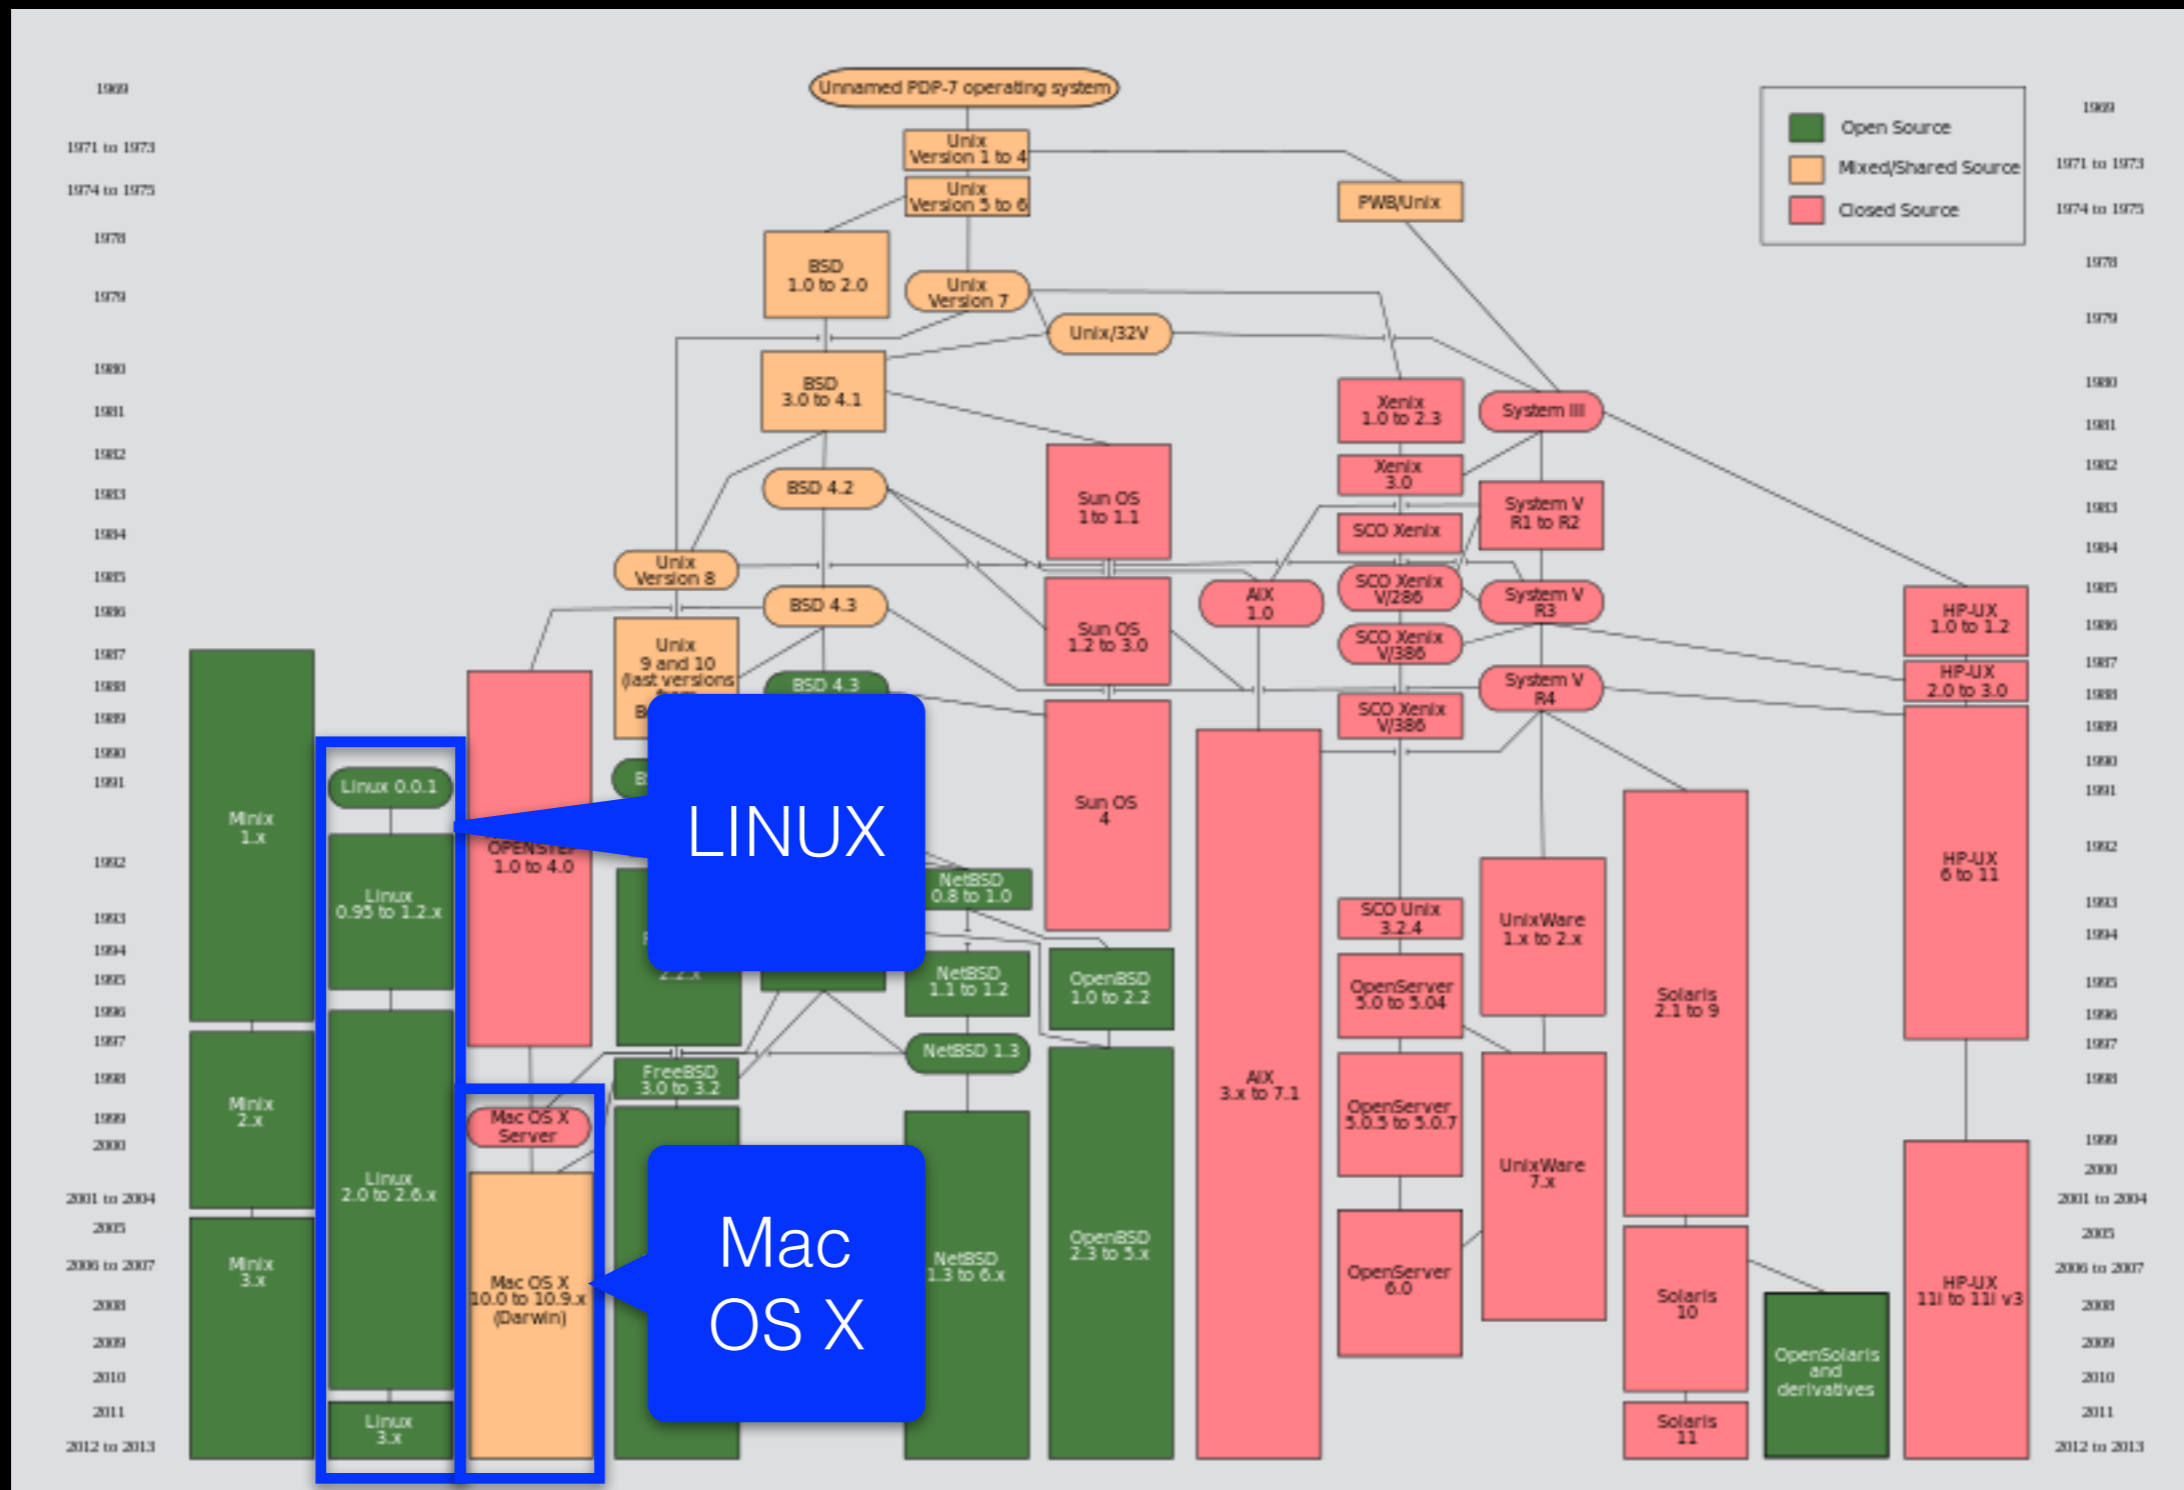 1969
1971 to 1973
1974 to 1975
1978
1979
1980
1981
1982
1983
1984
1985
1986
1987
1988
1989
1990
1991
1992
1993
1994
1995
1996
1997
1998
1999
2000
2001 to 2004
2005
2006 to 2007
2008
2009
2010
2011
2012 to 2013
Unnamed PDP-7 operating system
Unix
Version 1 to 4
Unix
Version 5 to 6
PWB/Unix
BSD
1.0 to 2.0
Unix
Version 7
Unix/32V
BSD
3.0 to 4.1
Xenix
1.0 to 2.3
System III
Xenix
3.0
BSD 4.2
Sun OS
1 to 1.1
System V
R1 to R2
SCO Xenix
Unix
Version 8
SCO Xenix
V/286
AIX
1.0
System V
R3
BSD 4.3
HP-UX
1.0 to 1.2
Sun OS
1.2 to 3.0
SCO Xenix
V/386
Unix
9 and 10
(last versions
BSD 4.3
System V
R4
HP-UX
2.0 to 3.0
SCO Xenix
V/386
Minix
1.x
Linux 0.0.1
LINUX
Sun OS
4
OPENSTEP
1.0 to 4.0
Linux
0.95 to 1.2.x
NetBSD
0.8 to 1.0
HP-UX
6 to 11
SCO Unix
3.2.4
UnixWare
1.x to 2.x
2.2.x
NetBSD
1.1 to 1.2
OpenBSD
1.0 to 2.2
OpenServer
5.0 to 5.04
Solaris
2.1 to 9
NetBSD 1.3
FreeBSD
3.0 to 3.2
AIX
3.x to 7.1
Minix
2.x
Mac OS X
Server
OpenServer
5.0.5 to 5.0.7
UnixWare
7.x
Linux
2.0 to 2.6.x
Mac
OS X
OpenBSD
2.3 to 5.x
NetBSD
1.3 to 6.x
Minix
3.x
Mac OS X
10.0 to 10.9.x
(Darwin)
OpenServer
6.0
Solaris
10
HP-UX
11i to 11i v3
OpenSolaris
and
derivatives
Linux
3.x
Solaris
11
Open Source
Mixed/Shared Source
Closed Source
1969
1971 to 1973
1974 to 1975
1978
1979
1980
1981
1982
1983
1984
1985
1986
1987
1988
1989
1990
1991
1992
1993
1994
1995
1996
1997
1998
1999
2000
2001 to 2004
2005
2006 to 2007
2008
2009
2010
2011
2012 to 2013